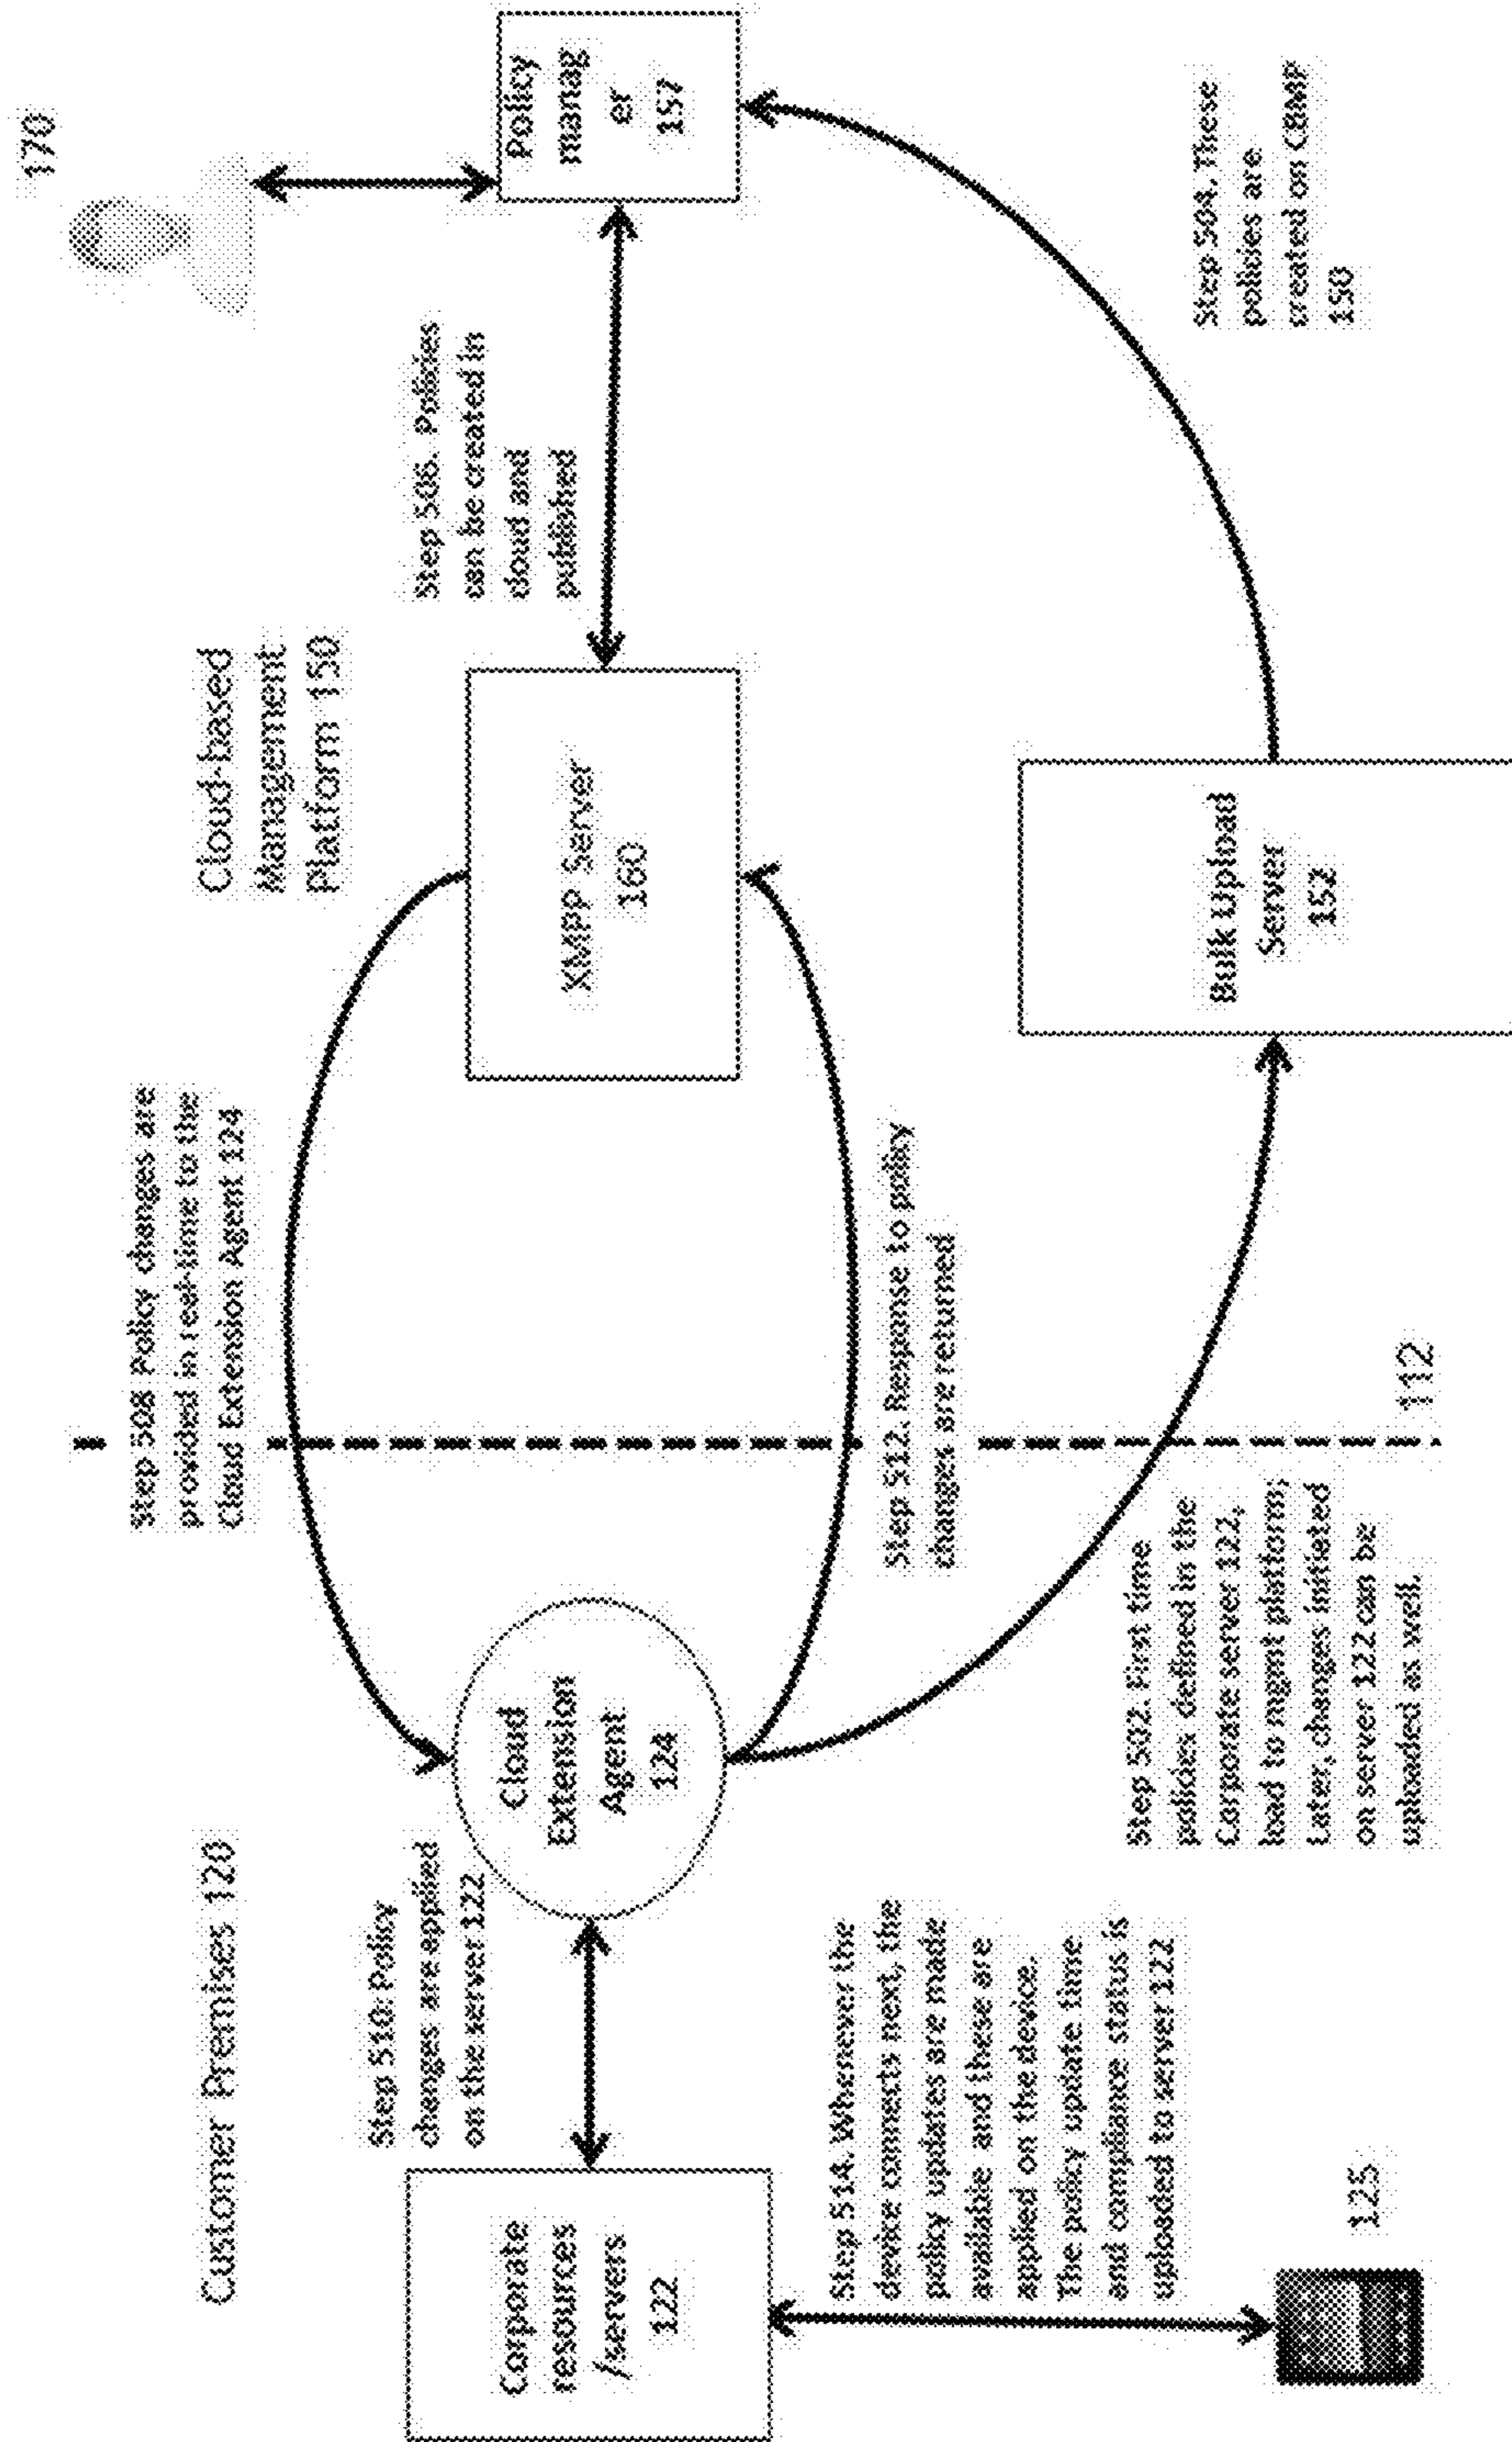 Customer Premises 120
Cloud-based
Management
Platform 150
170
Step 508 Policy changes are
provided in real-time to the
Cloud Extension Agent 124
Step 510: Policy
changes are applied
on the server 122
Step 506. Policies
can be created in
cloud and
published
Corporate
resources
/servers
122
Cloud
Extension
Agent
124
XMPP Server
160
Policy
manag
er
157
Step 514. Whenever the
device connects next, the
policy updates are made
available and these are
applied on the device.
The policy update time
and compliance status is
uploaded to server 122
Step 512. Response to policy
changes are returned
Step 502. First time
policies defined in the
Corporate server 122,
load to mgmt platform;
Later, changes initiated
on server 122 can be
uploaded as well.
Bulk Upload
Server
152
Step 504. These
policies are
created on CBMP
150
125
112